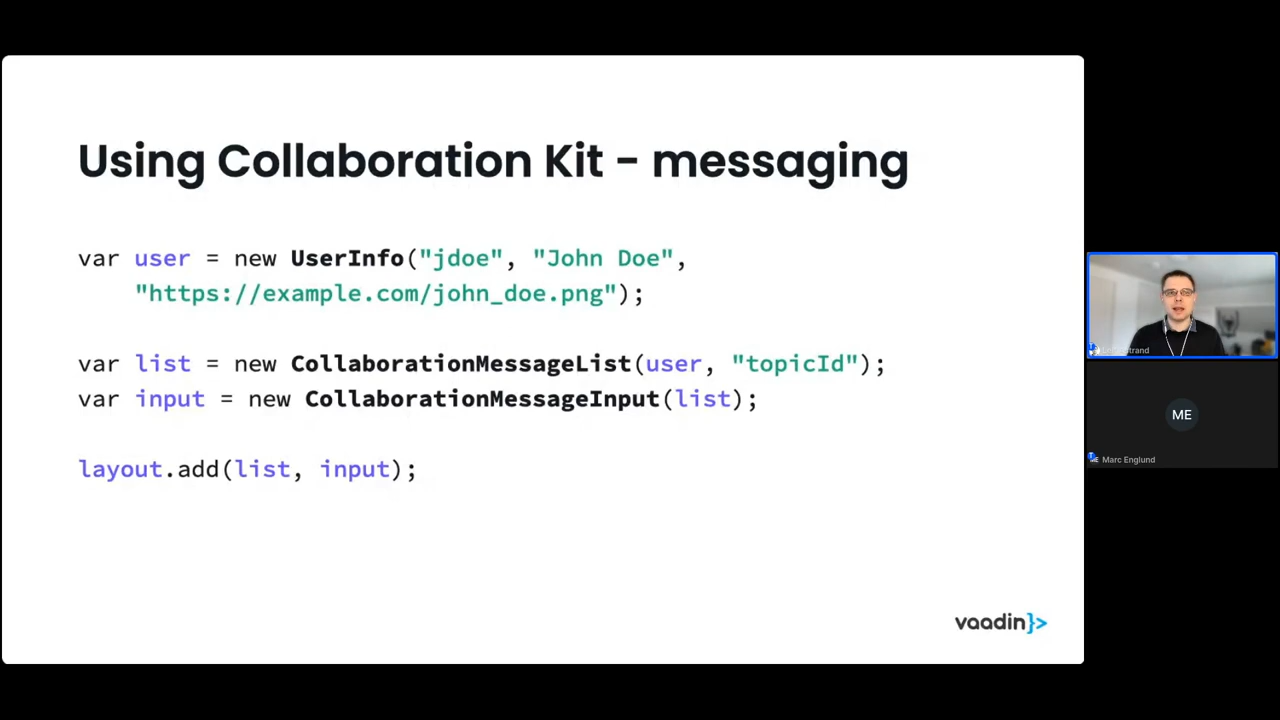 Using Collaboration Kit - messaging
var user = new UserInfo("jdoe", "John Doe",
"https://example.com/john_doe.png");
var list = new CollaborationMessageList(user, "topicId");
var input = new CollaborationMessageInput(list);
layout.add(list, input);
vaadin}>
ME
Marc Englund